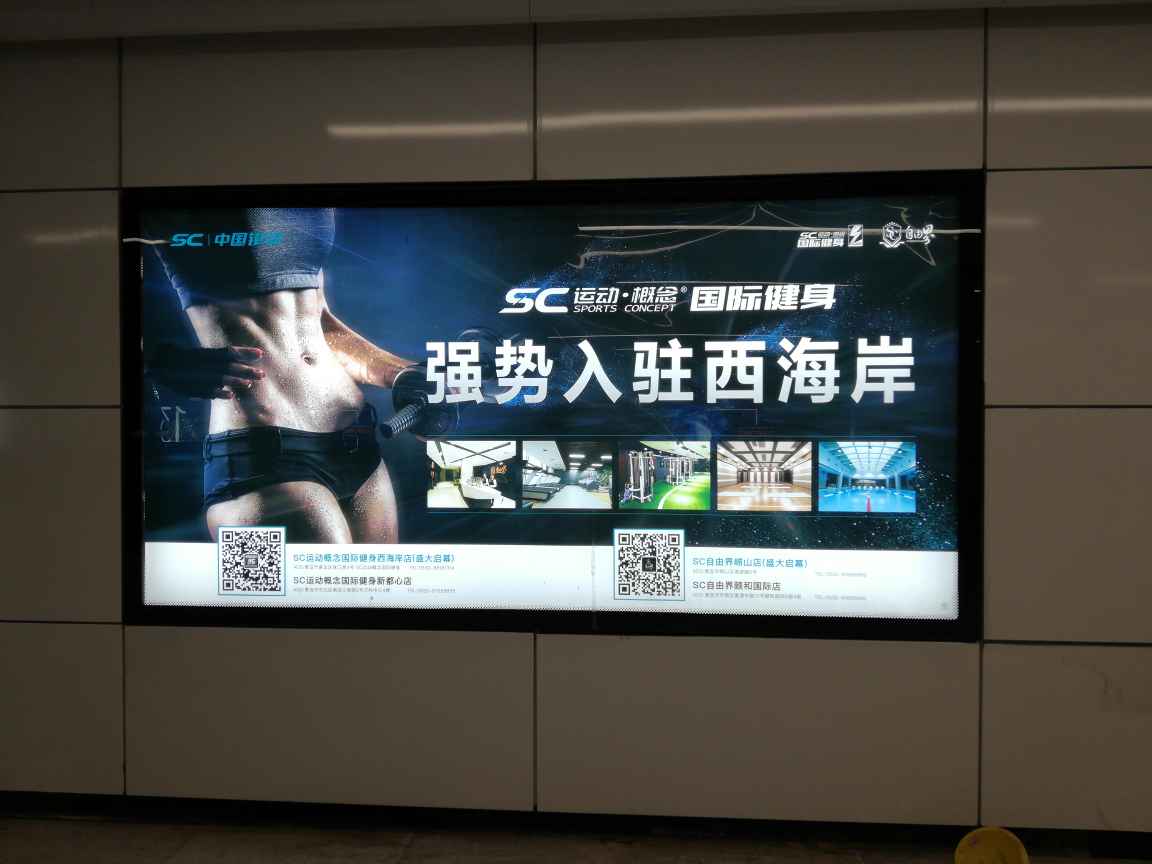 SC 中国
SC 国际健身
自由界
SC 运动·概念® 国际健身
SPORTS CONCEPT
强势入驻西海岸
SC运动概念国际健身西海岸店(盛大启幕)
SC运动概念国际健身新都心店
SC自由界崂山店(盛大启幕)
SC自由界颐和国际店